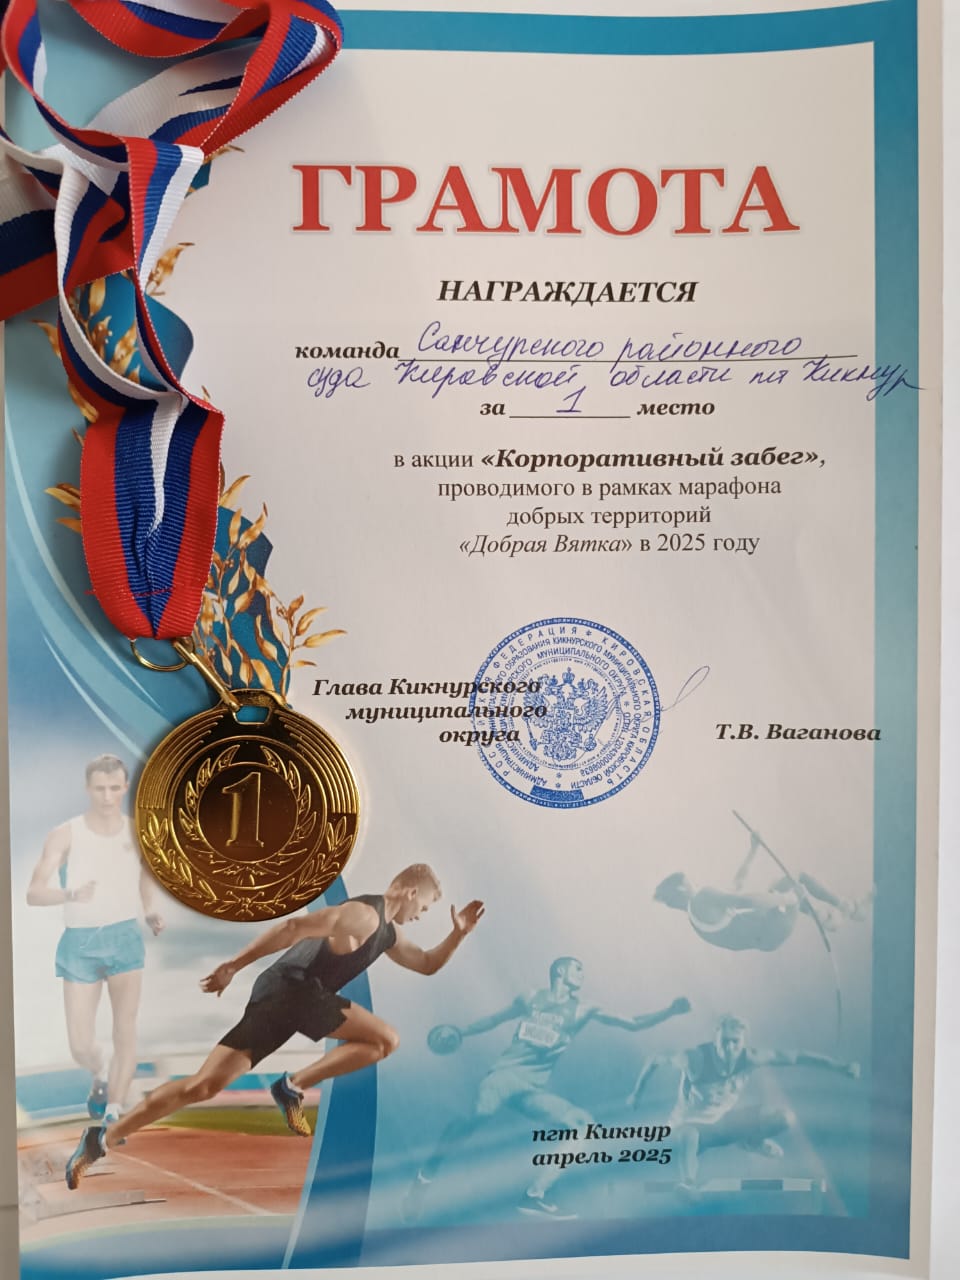 ГРАМОТА
НАГРАЖДАЕТСЯ
команда Санчурского районного
суда Кировской области пгт Кикнур
за 1 место
в акции «Корпоративный забег»,
проводимого в рамках марафона
добрых территорий
«Добрая Вятка» в 2025 году
Глава Кикнурского
муниципального
округа
Т.В. Ваганова
1
пгт Кикнур
апрель 2025